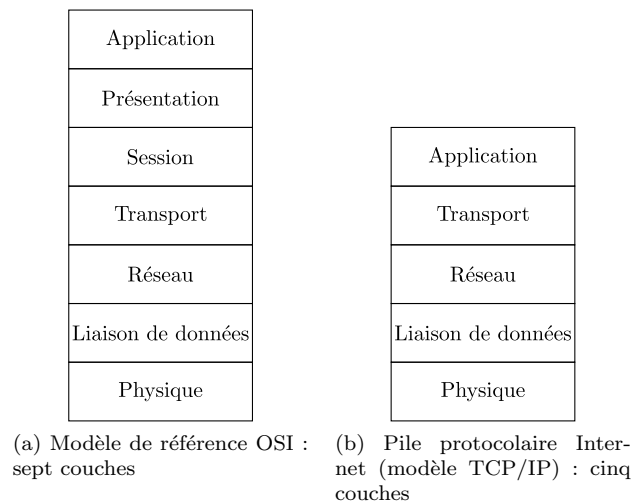 Application
Présentation
Session
Transport
Réseau
Liaison de données
Physique
(a) Modèle de référence OSI :
sept couches
Application
Transport
Réseau
Liaison de données
Physique
(b) Pile protocolaire Inter-
net (modèle TCP/IP) : cinq
couches